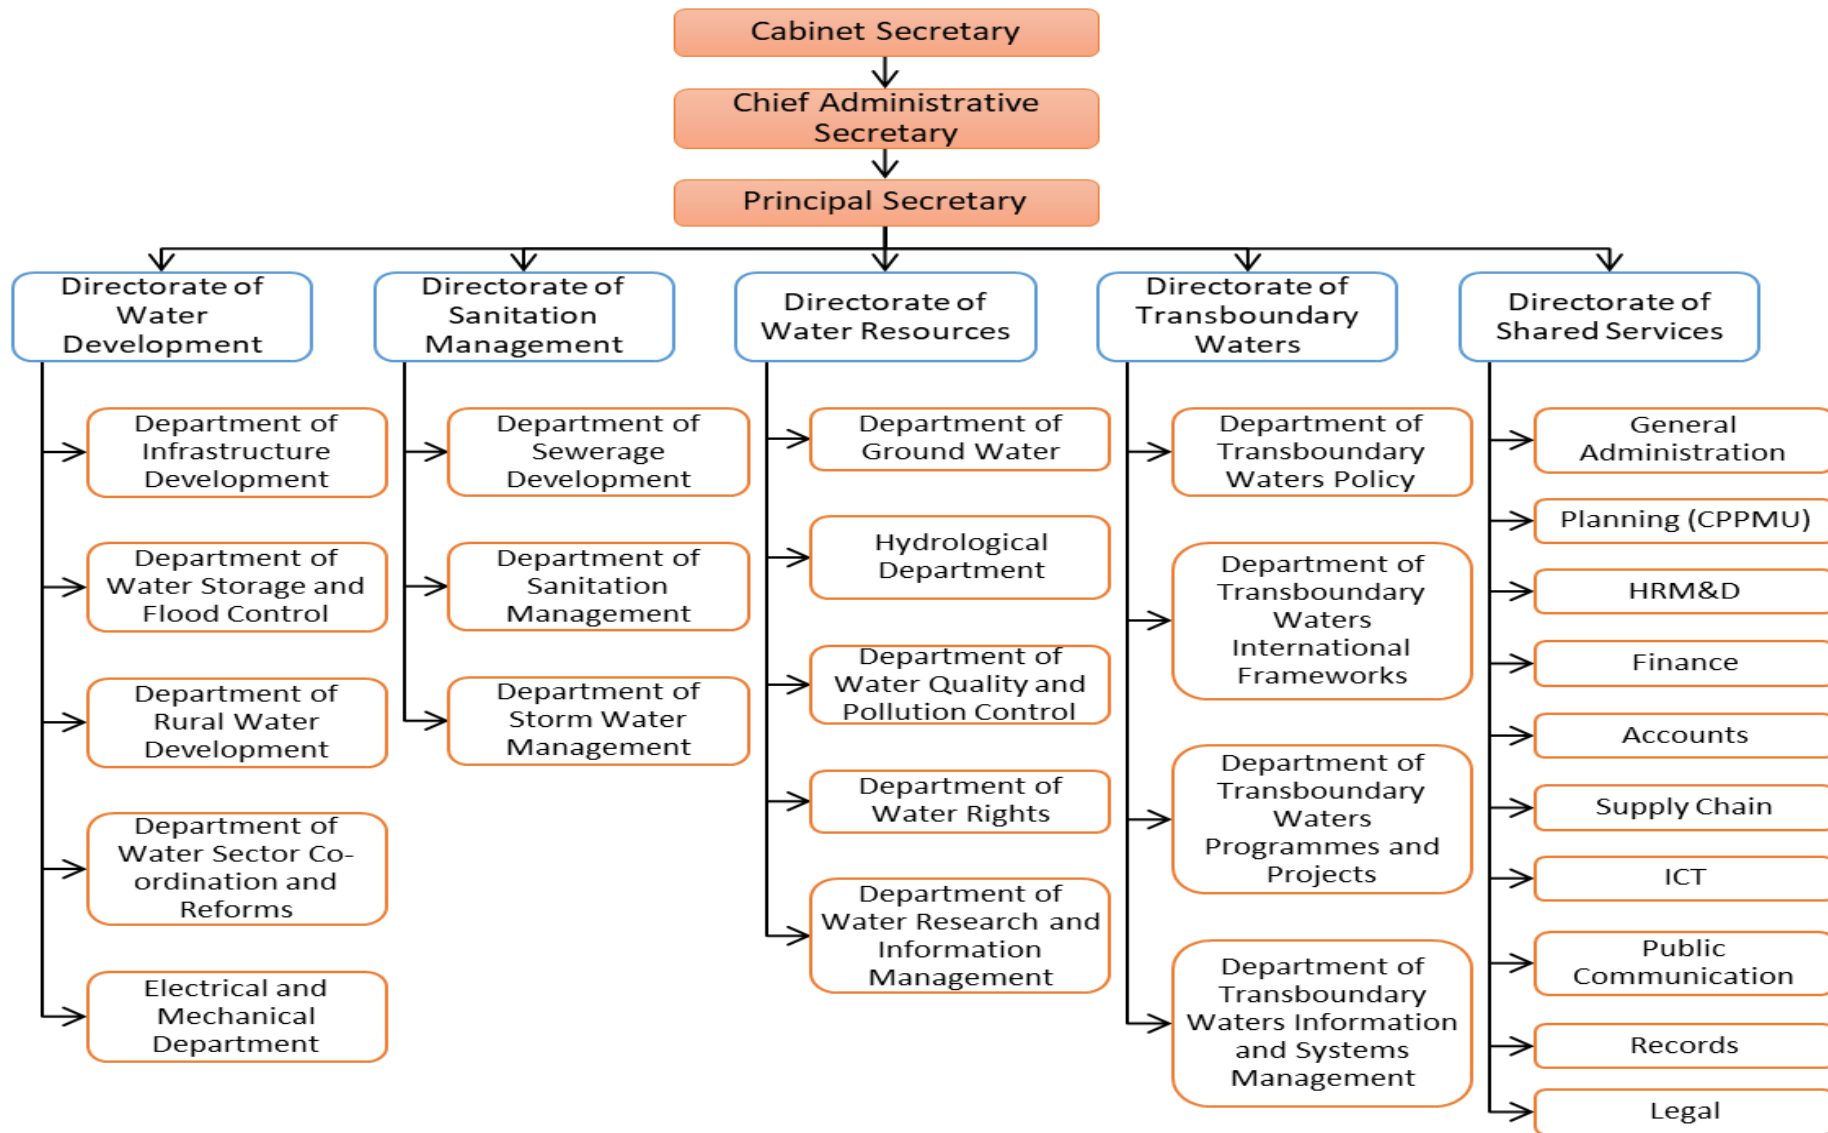 Cabinet Secretary
Chief Administrative
Secretary
Principal Secretary
Directorate of
Water
Development
Department of
Infrastructure
Development
Department of
Water Storage and
Flood Control
Department of
Rural Water
Development
Department of
Water Sector Co-
ordination and
Reforms
Electrical and
Mechanical
Department
Directorate of
Sanitation
Management
Department of
Sewerage
Development
Department of
Sanitation
Management
Department of
Storm Water
Management
Directorate of
Water Resources
Department of
Ground Water
Hydrological
Department
Department of
Water Quality and
Pollution Control
Department of
Water Rights
Department of
Water Research and
Information
Management
Directorate of
Transboundary
Waters
Department of
Transboundary
Waters Policy
Department of
Transboundary
Waters
International
Frameworks
Department of
Transboundary
Waters
Programmes and
Projects
Department of
Transboundary
Waters Information
and Systems
Management
Directorate of
Shared Services
General
Administration
Planning (CPPMU)
HRM&D
Finance
Accounts
Supply Chain
ICT
Public
Communication
Records
Legal